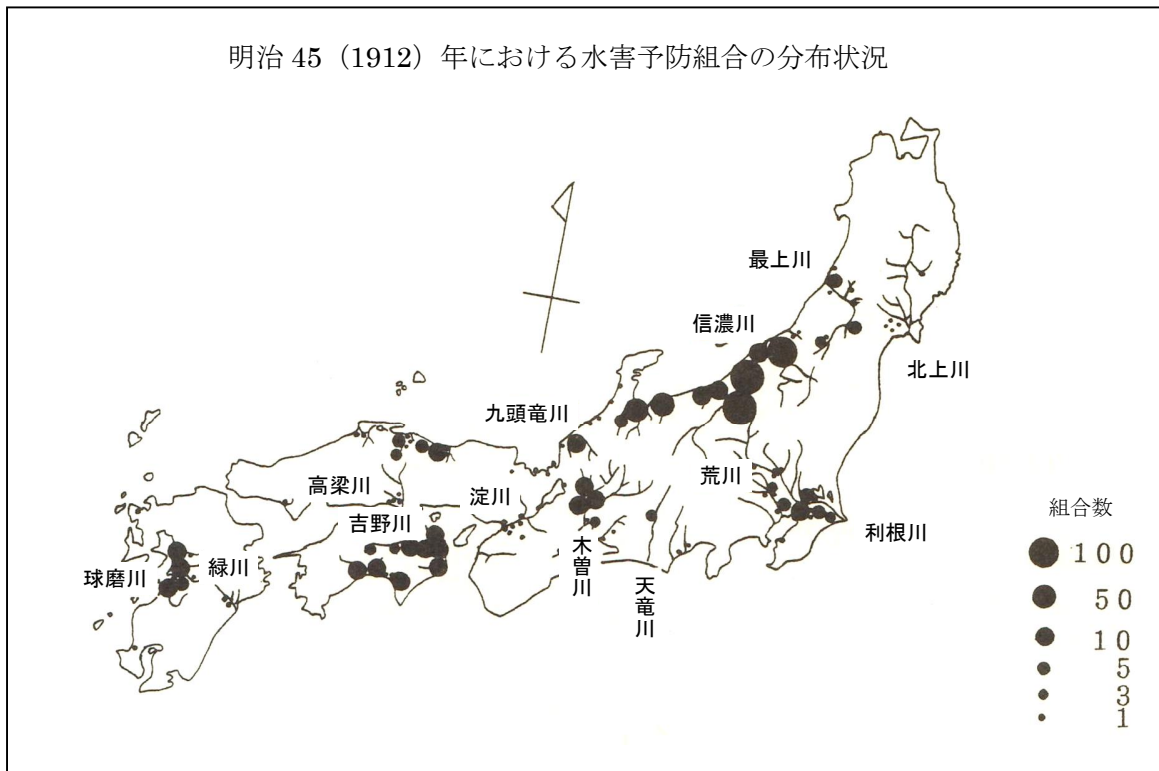 明治 45（1912）年における水害予防組合の分布状況
最上川
信濃川
北上川
九頭竜川
荒川
高梁川
淀川
吉野川
利根川
木曽川
緑川
球磨川
天竜川
組合数
100
50
10
5
3
1